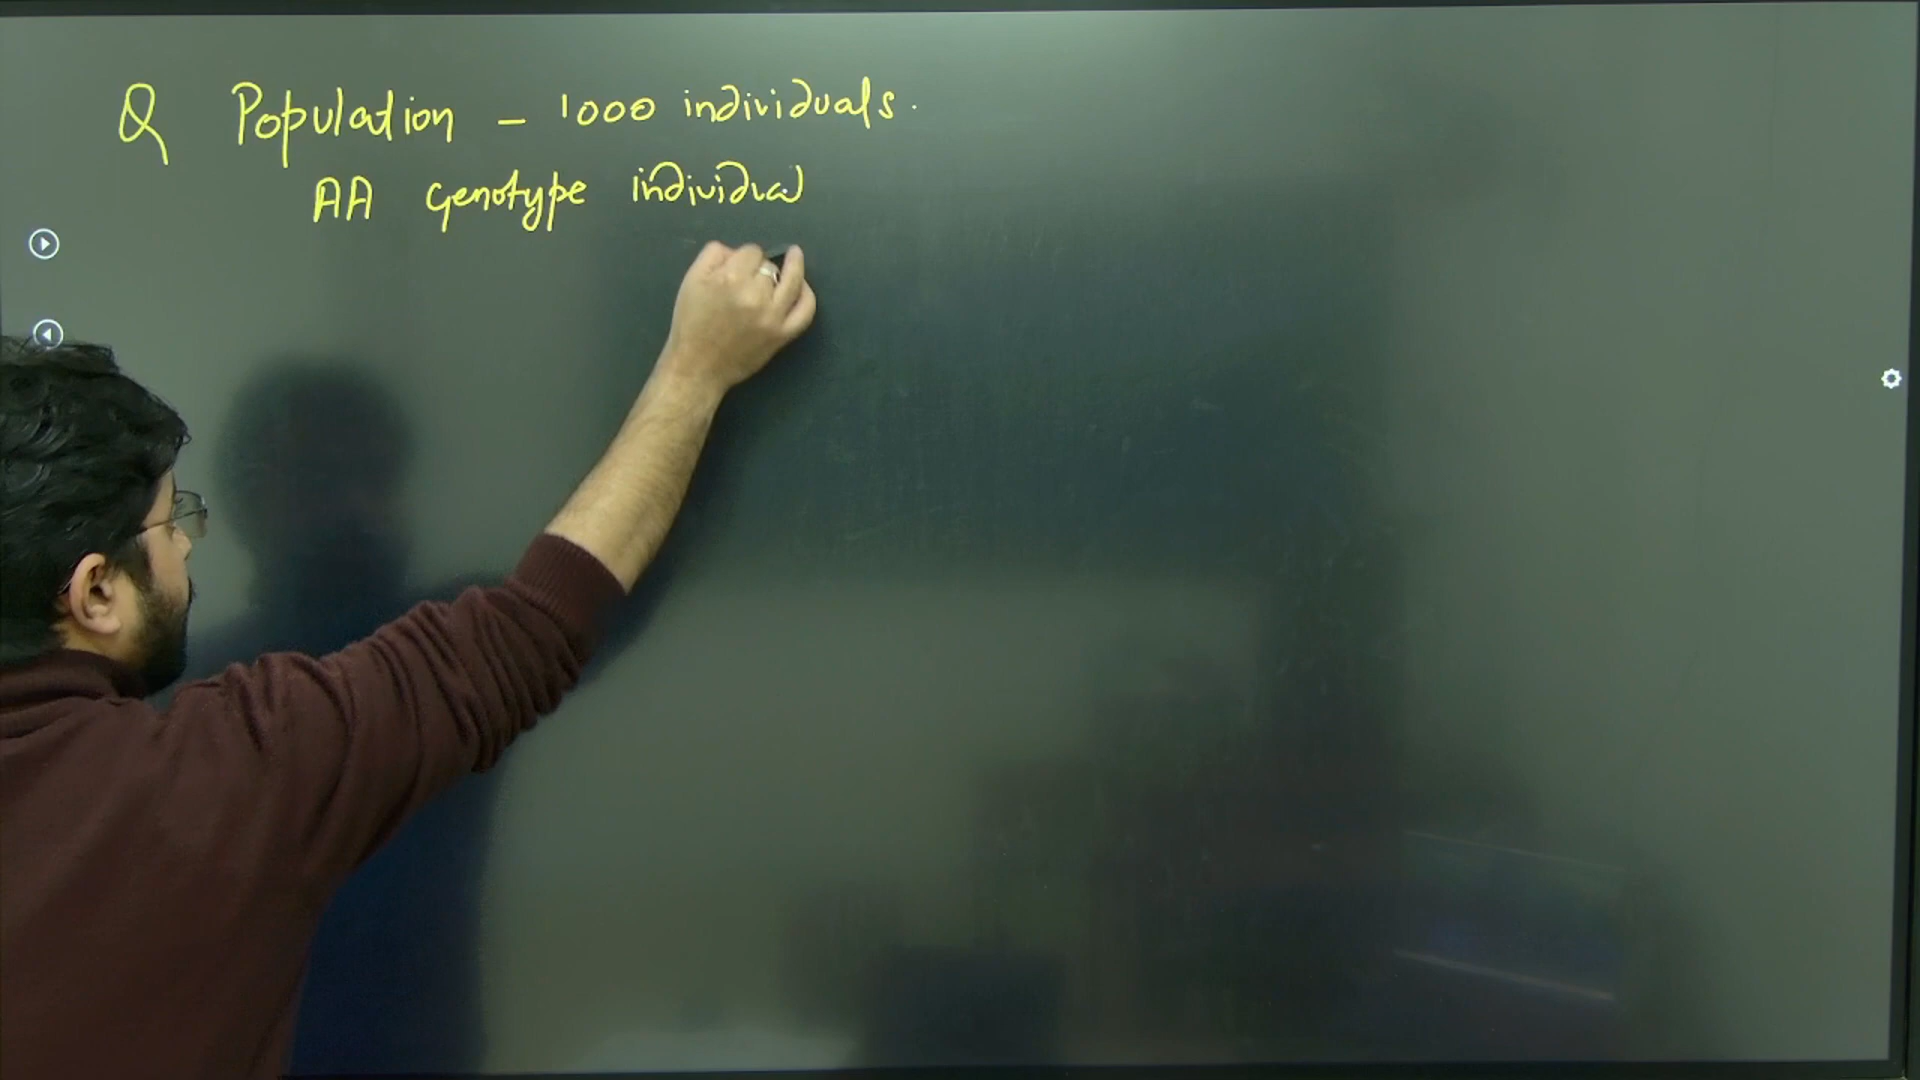 Q Population - 1000 individuals.
AA Genotype individual